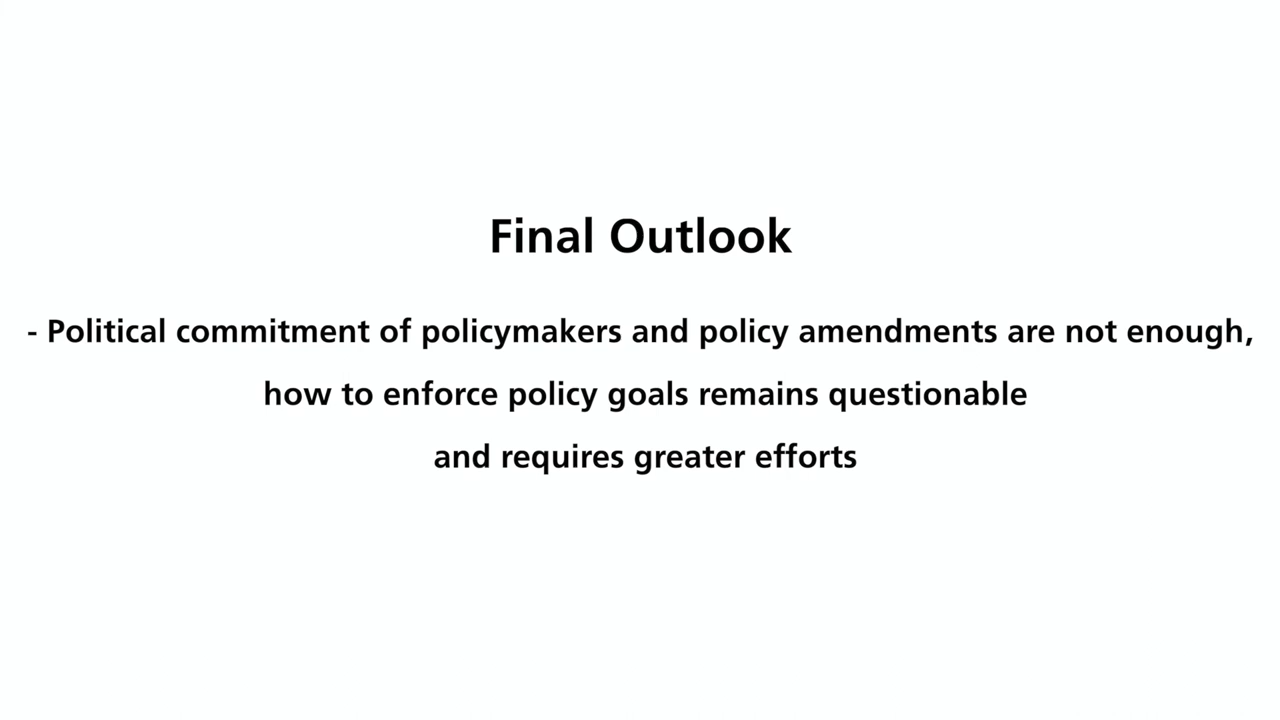 Final Outlook
- Political commitment of policymakers and policy amendments are not enough,
how to enforce policy goals remains questionable
and requires greater efforts